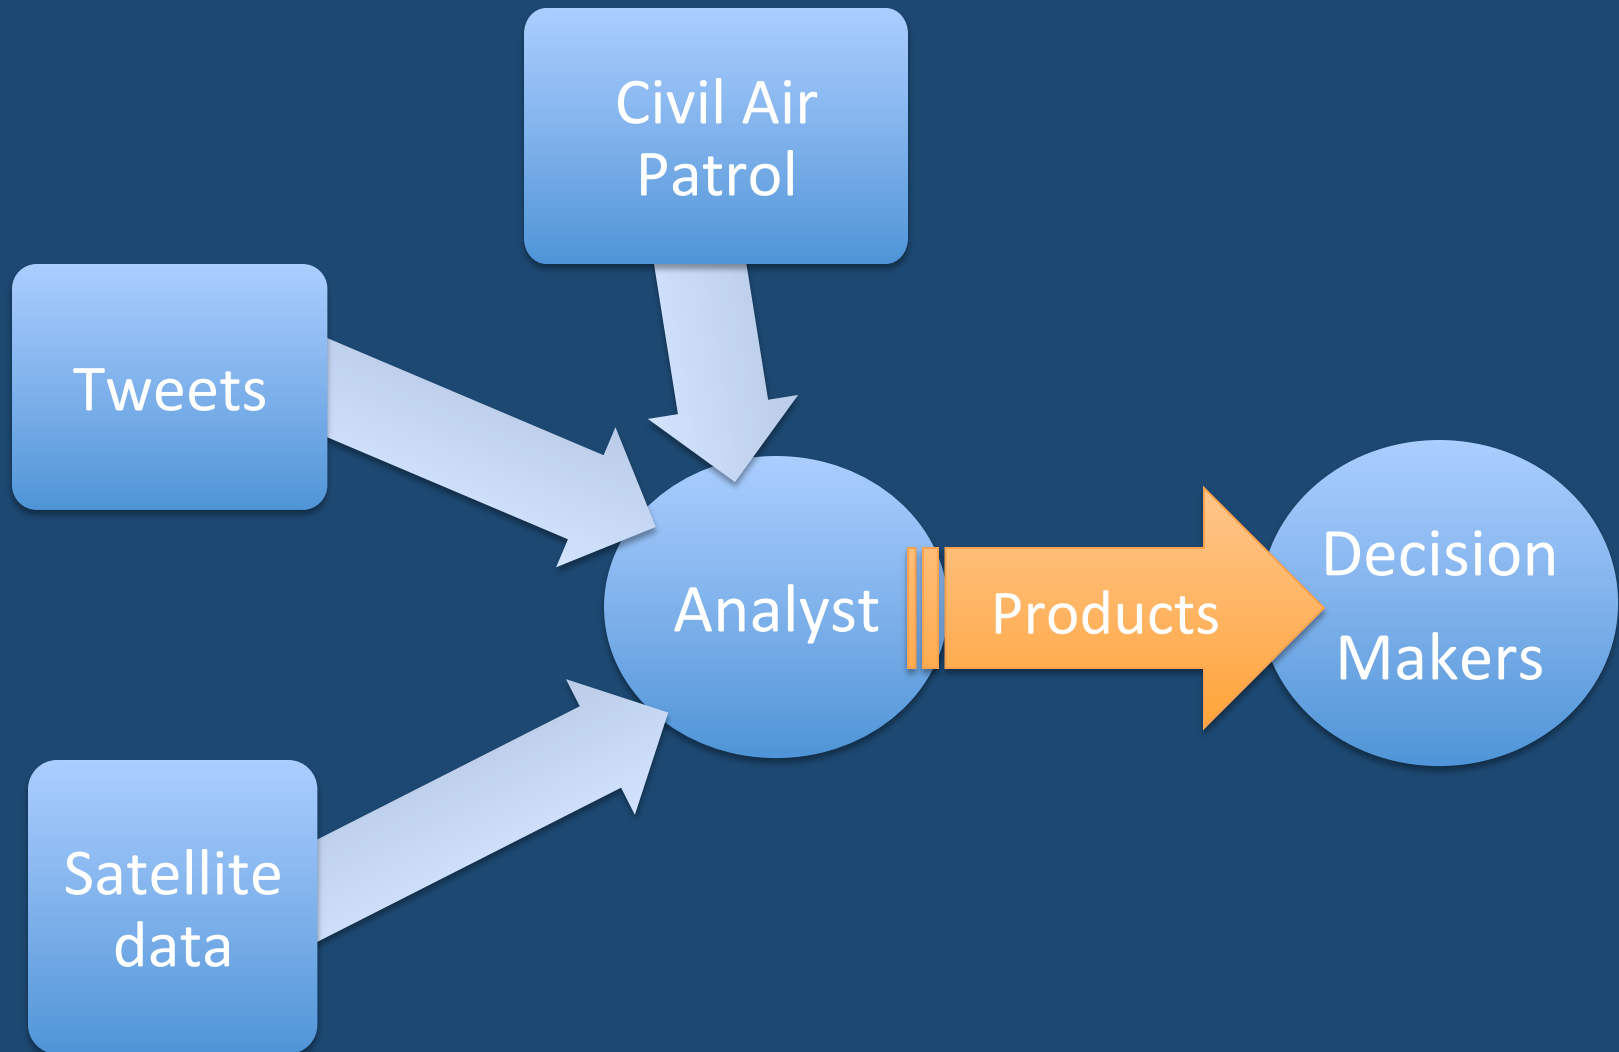 Civil Air
Patrol
Tweets
Analyst
Products
Decision
Makers
Satellite
data